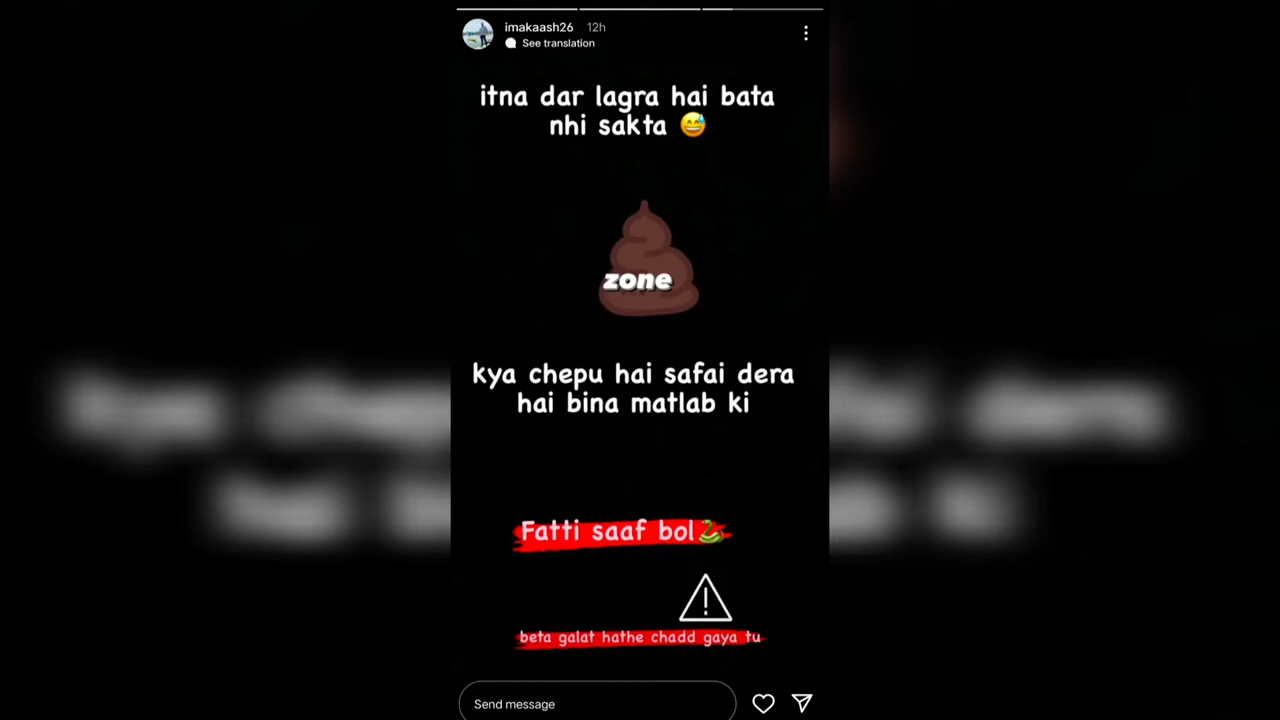 imakaash26 12h
See translation
itna dar lagra hai bata
nhi sakta 😅
zone
kya chepu hai safai dera
hai bina matlab ki
Fatti saaf bol🐍
beta galat hathe chadd gaya tu
Send message